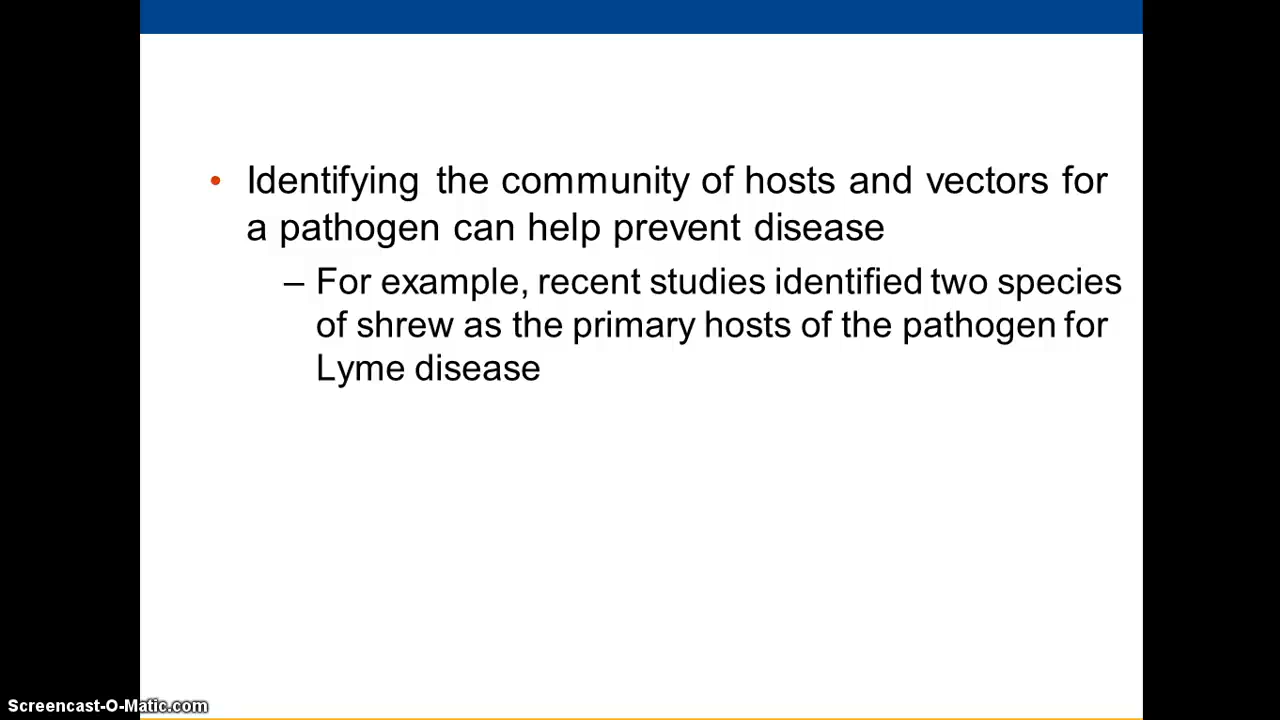 • Identifying the community of hosts and vectors for
a pathogen can help prevent disease
– For example, recent studies identified two species
of shrew as the primary hosts of the pathogen for
Lyme disease
Screencast-O-Matic.com